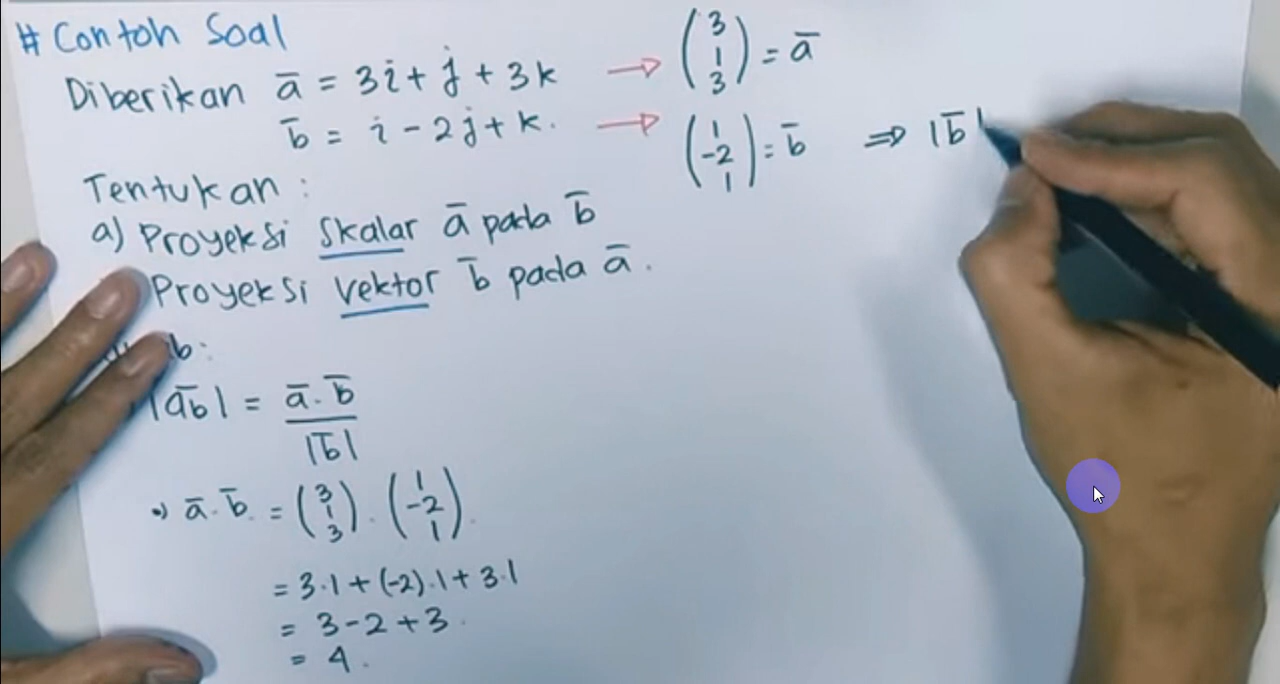 # Contoh Soal
Diberikan a̅ = 3i + j + 3k → (3 1 3) = a̅
b̅ = i - 2j + k. → (1 -2 1) = b̅ ⇒ |b̅|
Tentukan :
a) Proyeksi Skalar a̅ pada b̅
Proyeksi Vektor b̅ pada a̅.
b:
|a̅b| = a̅ . b̅ / |b̅|
•) a̅ . b̅ = (3 1 3) . (1 -2 1)
= 3.1 + (-2).1 + 3.1
= 3 - 2 + 3
= 4.